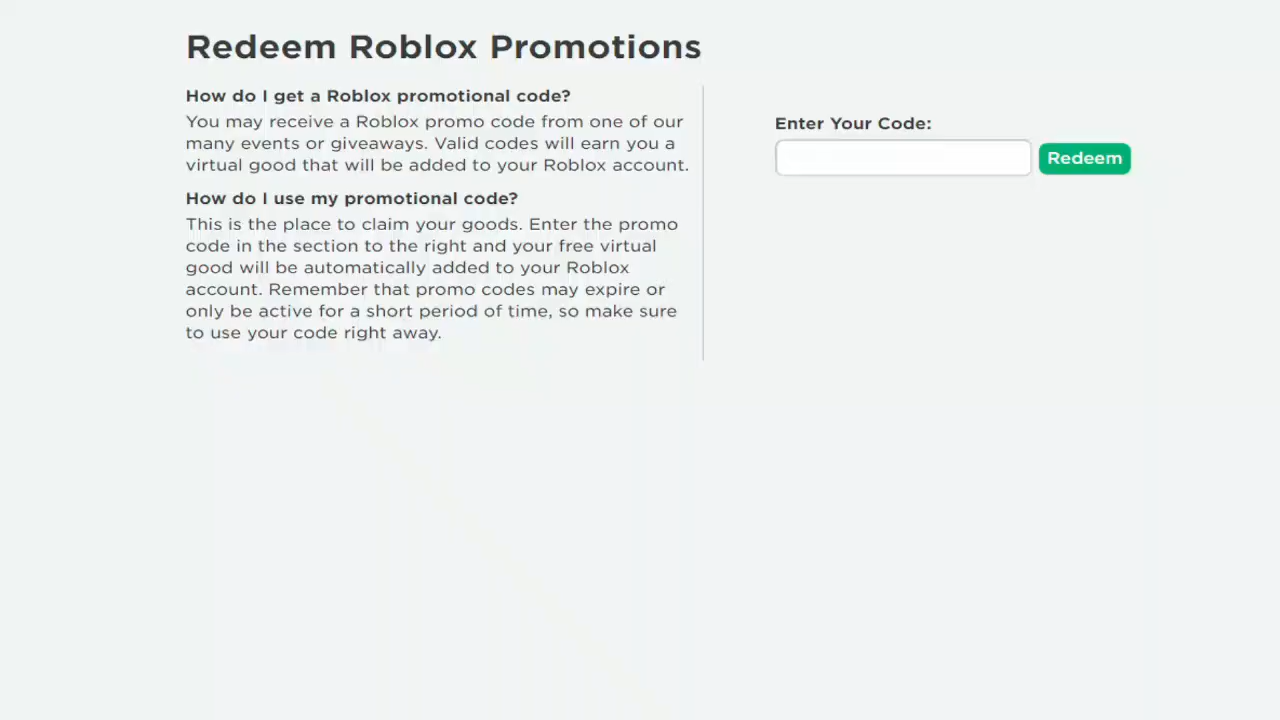 Redeem Roblox Promotions
How do I get a Roblox promotional code?
You may receive a Roblox promo code from one of our
many events or giveaways. Valid codes will earn you a
virtual good that will be added to your Roblox account.
How do I use my promotional code?
This is the place to claim your goods. Enter the promo
code in the section to the right and your free virtual
good will be automatically added to your Roblox
account. Remember that promo codes may expire or
only be active for a short period of time, so make sure
to use your code right away.
Enter Your Code:
Redeem